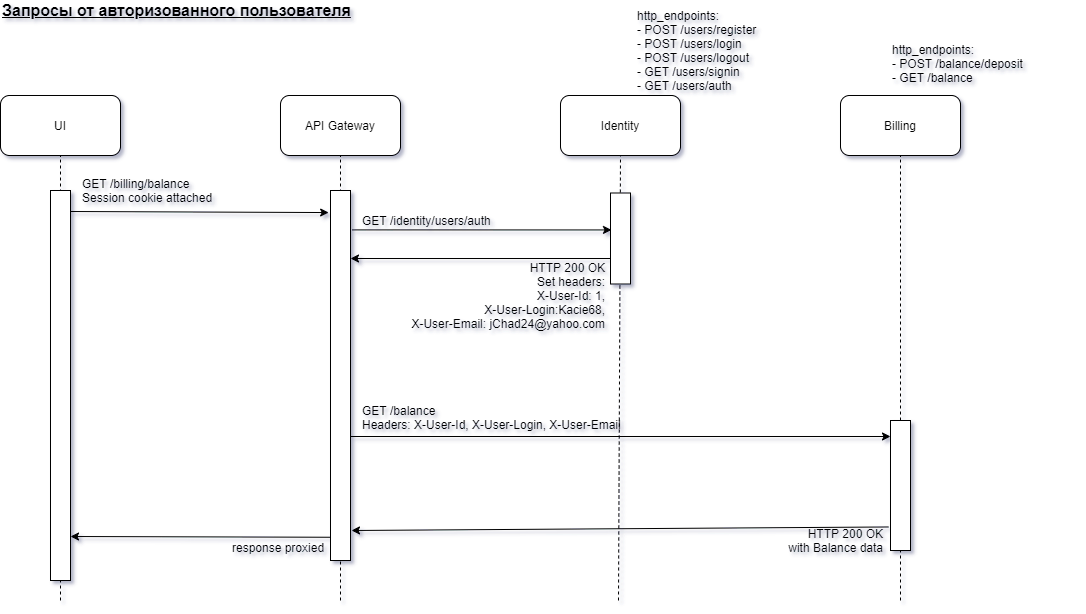 Запросы от авторизованного пользователя
http_endpoints:
- POST /users/register
- POST /users/login
- POST /users/logout
- GET /users/signin
- GET /users/auth
http_endpoints:
- POST /balance/deposit
- GET /balance
UI
API Gateway
Identity
Billing
GET /billing/balance
Session cookie attached
GET /identity/users/auth
HTTP 200 OK
Set headers:
X-User-Id: 1,
X-User-Login:Kacie68,
X-User-Email: jChad24@yahoo.com
GET /balance
Headers: X-User-Id, X-User-Login, X-User-Email
HTTP 200 OK
with Balance data
response proxied